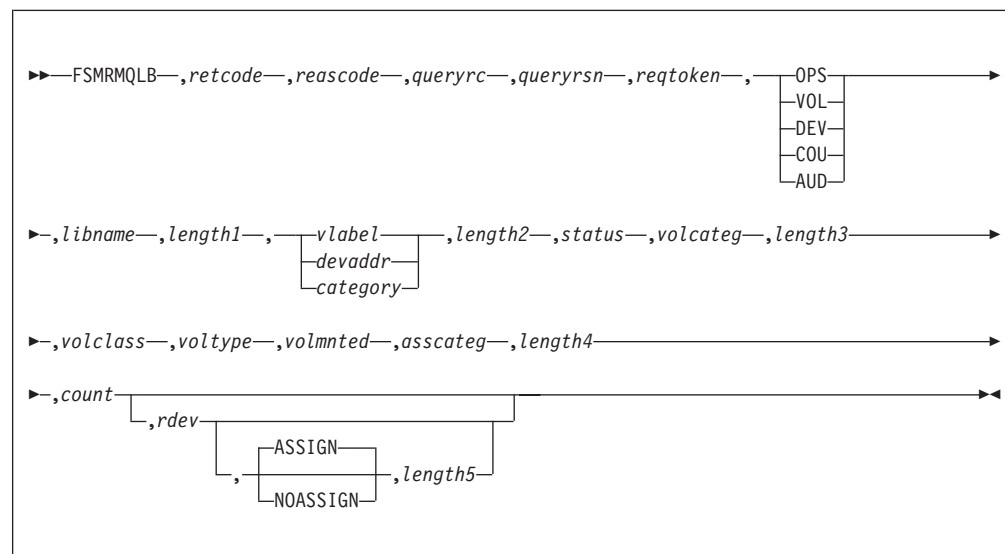 FSMRMQLB ,retcode ,reascode ,queryrc ,queryrsn ,reqtoken , OPS
VOL
DEV
COU
AUD
,libname ,length1 , vlabel ,length2 ,status ,volcateg ,length3
devaddr
category
,volclass ,voltype ,volmnted ,asscateg ,length4
,count
,rdev
ASSIGN
, ,length5
NOASSIGN